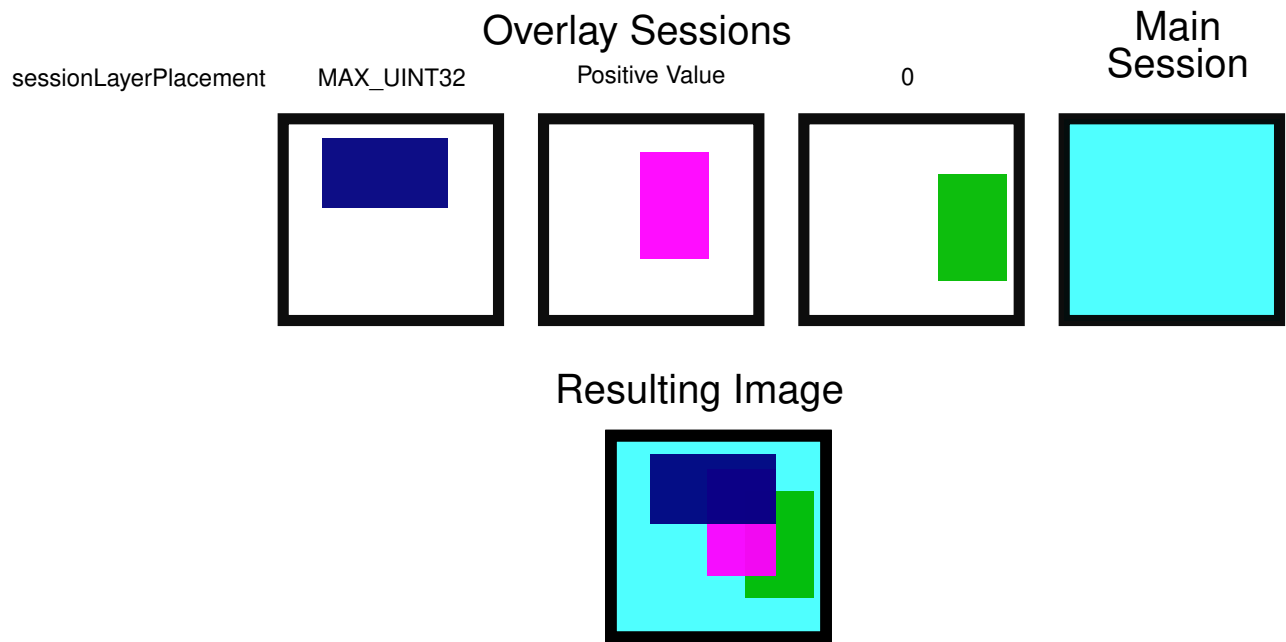 Overlay Sessions
Main
Session
sessionLayerPlacement
MAX_UINT32
Positive Value
0
Resulting Image